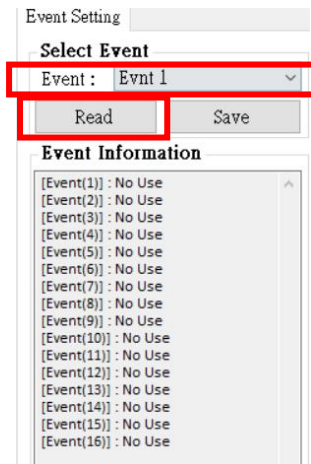 Event Setting
Select Event
Event : Evnt 1
Read Save
Event Information
[Event(1)] : No Use
[Event(2)] : No Use
[Event(3)] : No Use
[Event(4)] : No Use
[Event(5)] : No Use
[Event(6)] : No Use
[Event(7)] : No Use
[Event(8)] : No Use
[Event(9)] : No Use
[Event(10)] : No Use
[Event(11)] : No Use
[Event(12)] : No Use
[Event(13)] : No Use
[Event(14)] : No Use
[Event(15)] : No Use
[Event(16)] : No Use